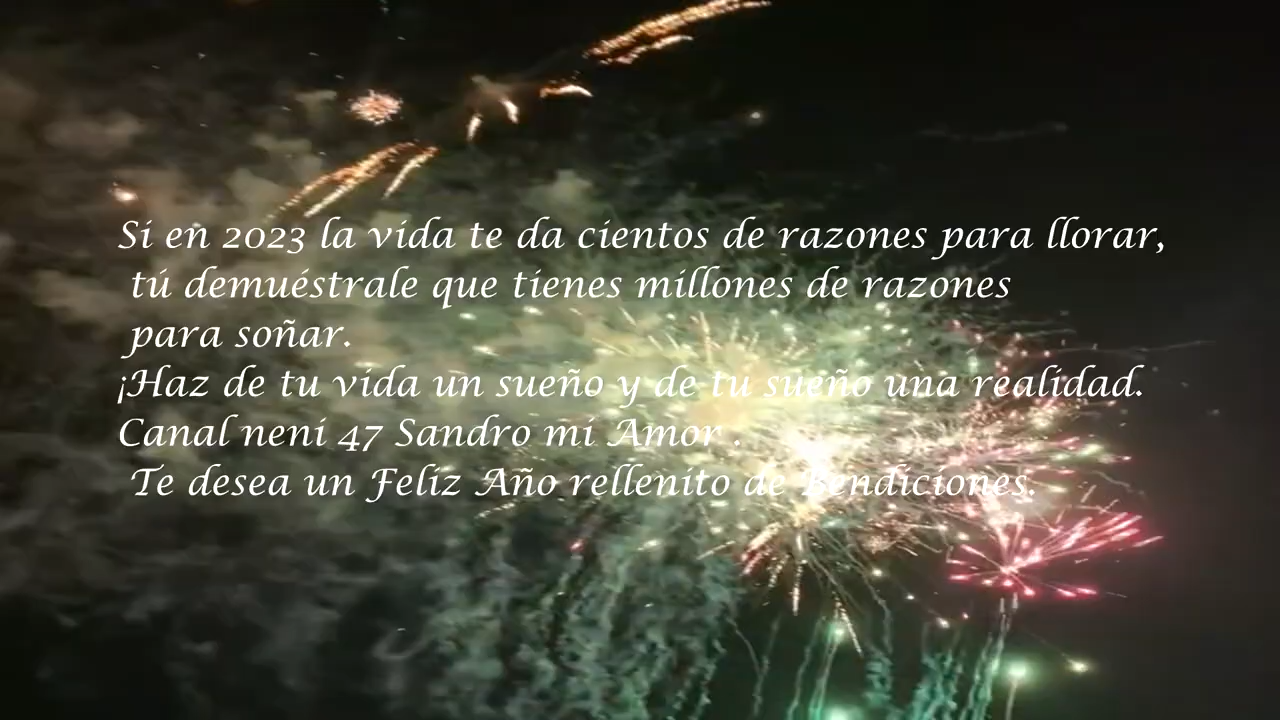 Si en 2023 la vida te da cientos de razones para llorar,
tú demuéstrale que tienes millones de razones
para soñar.
¡Haz de tu vida un sueño y de tu sueño una realidad.
Canal neni 47 Sandro mi Amor .
Te desea un Feliz Año rellenito de Bendiciones.